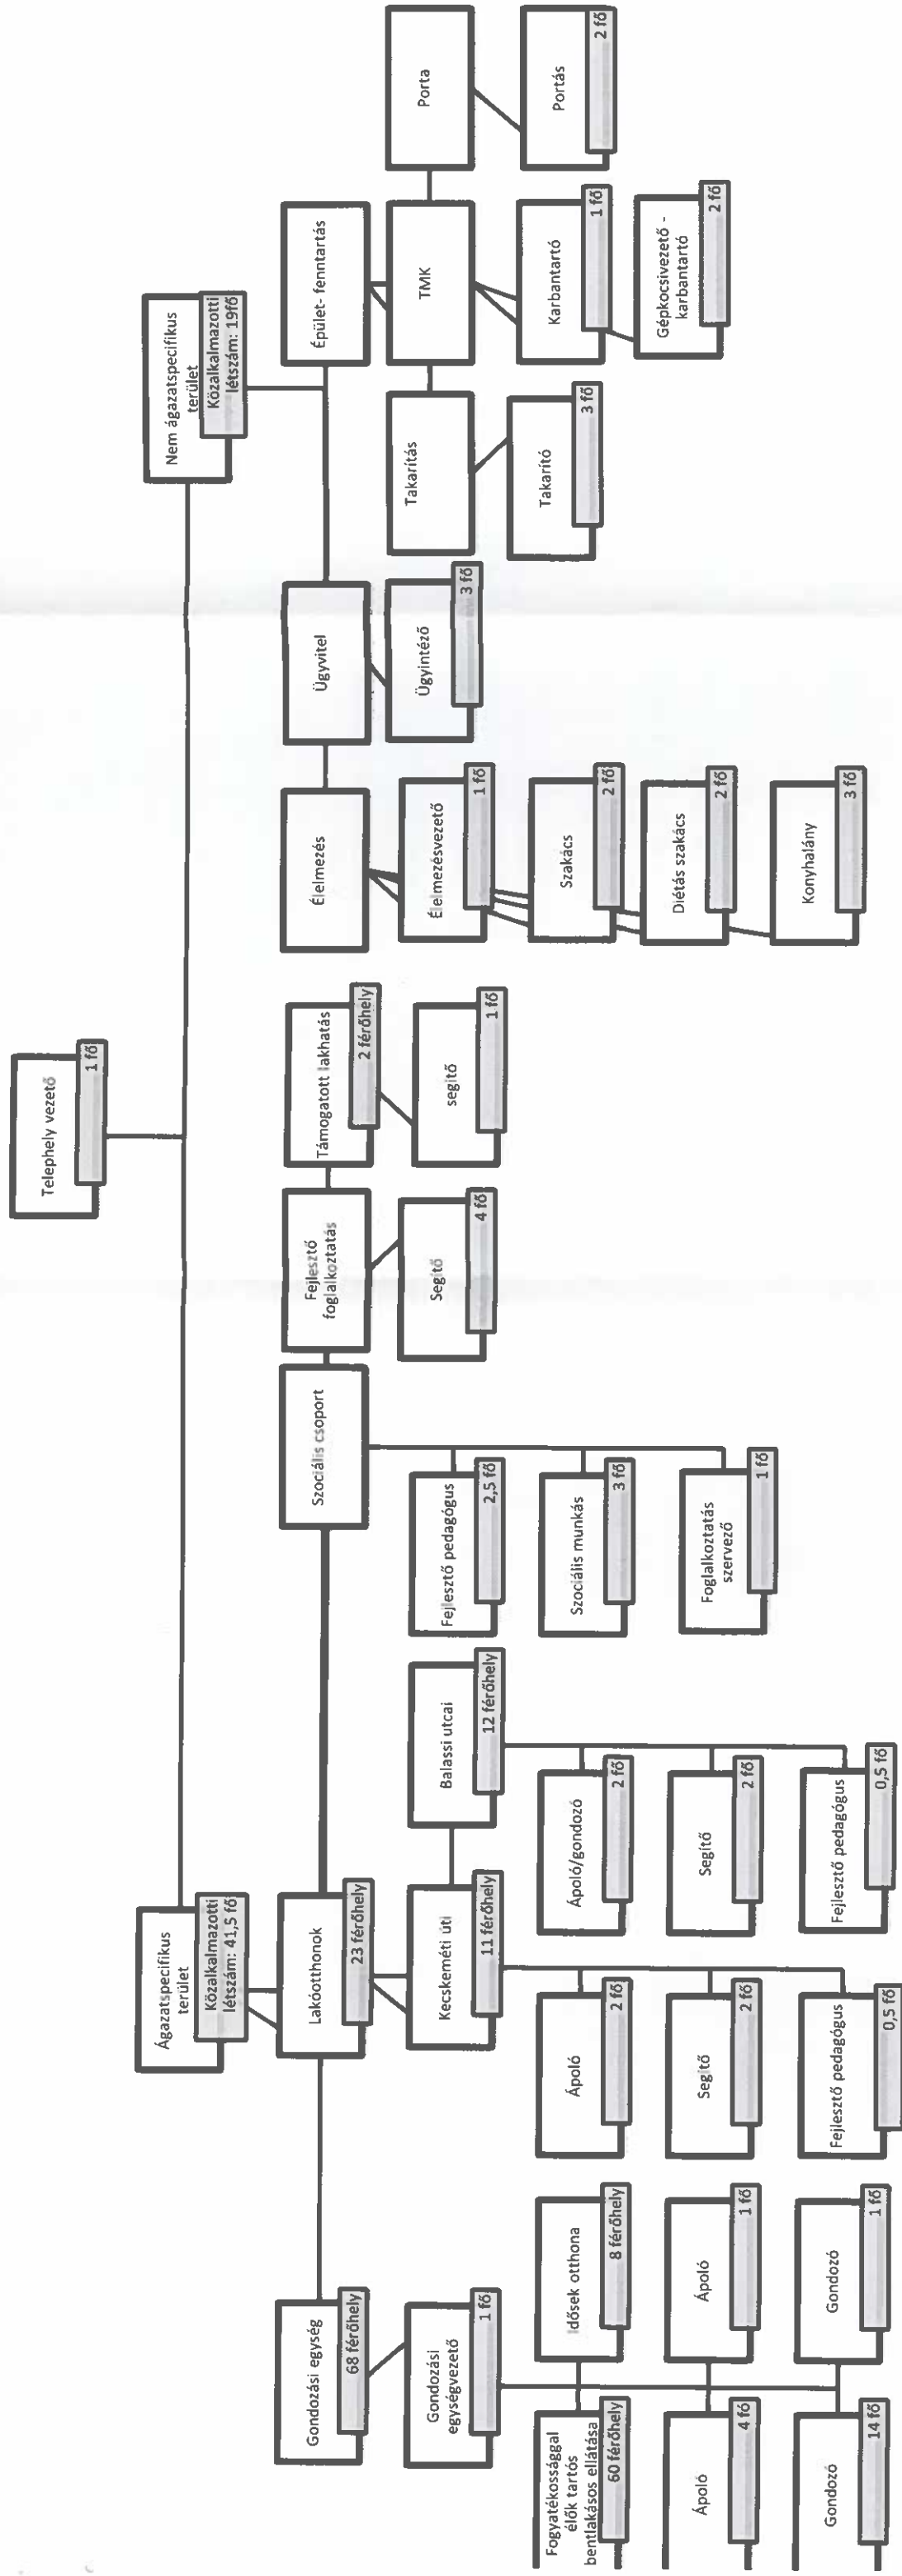 Telephely vezető
1 fő
Ágazatspecifikus
terület
Közalkalmazotti
létszám: 41,5 fő
Nem ágazatspecifikus
terület
Közalkalmazotti
létszám: 19fő
Gondozási egység
68 férőhely
Lakóotthonok
23 férőhely
Szociális csoport
Fejlesztő
foglalkoztatás
Támogatott lakhatás
2 férőhely
Élelmezés
Ügyvitel
Épület- fenntartás
Gondozási
egységvezető
1 fő
Kecskeméti úti
11 férőhely
Balassi utcai
12 férőhely
Fejlesztő pedagógus
2,5 fő
Segítő
4 fő
segítő
1 fő
Élelmezésvezető
1 fő
Ügyintéző
3 fő
Takarítás
TMK
Porta
Fogyatékossággal
élők tartós
bentlakásos ellátása
60 férőhely
Idősek otthona
8 férőhely
Ápoló
2 fő
Ápoló/gondozó
2 fő
Szociális munkás
3 fő
Szakács
2 fő
Takarító
3 fő
Karbantartó
1 fő
Portás
2 fő
Ápoló
4 fő
Ápoló
1 fő
Segítő
2 fő
Segítő
2 fő
Foglalkoztatás
szervező
1 fő
Diétás szakács
2 fő
Gépkocsivezető -
karbantartó
2 fő
Gondozó
14 fő
Gondozó
1 fő
Fejlesztő pedagógus
0,5 fő
Fejlesztő pedagógus
0,5 fő
Konyhalány
3 fő